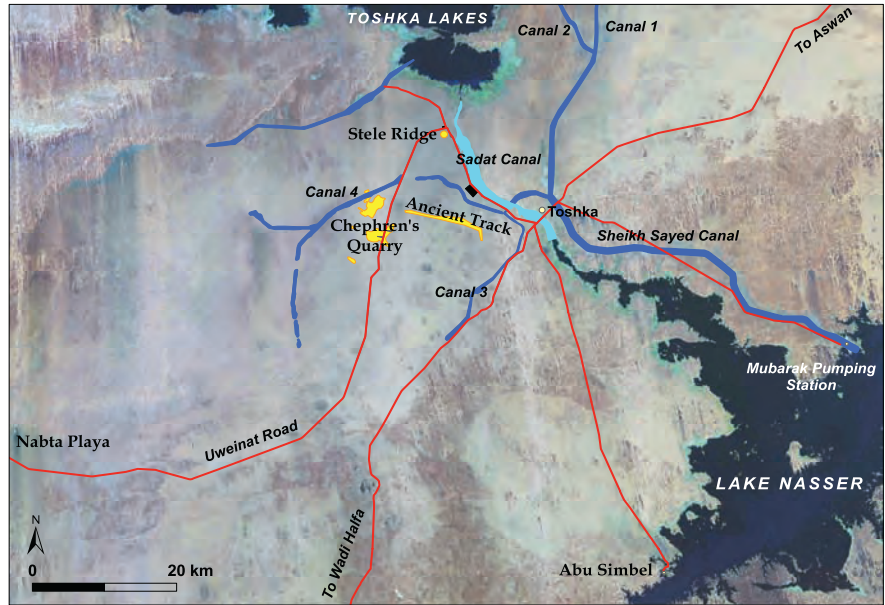 TOSHKA LAKES
Canal 2
Canal 1
To Aswan
Stele Ridge
Sadat Canal
Canal 4
Ancient Track
Toshka
Chephren's
Quarry
Sheikh Sayed Canal
Canal 3
Mubarak Pumping
Station
Nabta Playa
Uweinat Road
LAKE NASSER
N
To Wadi Halfa
Abu Simbel
0
20 km